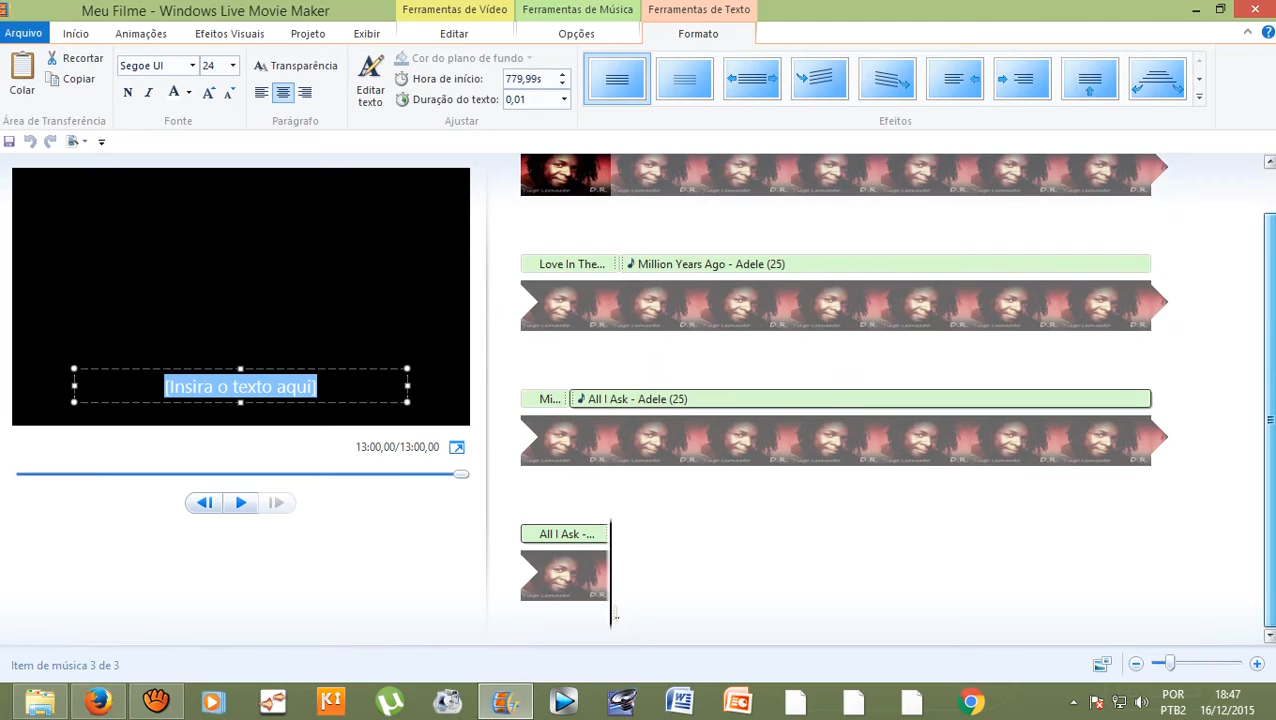 Meu Filme - Windows Live Movie Maker
Ferramentas de Vídeo
Ferramentas de Música
Ferramentas de Texto
Arquivo
Início
Animações
Efeitos Visuais
Projeto
Exibir
Editar
Opções
Formato
Colar
Recortar
Copiar
Área de Transferência
Segoe UI
24
N
I
A
A
A
Fonte
Transparência
Parágrafo
Editar
texto
Cor do plano de fundo
Hora de início:
779,99s
Duração do texto:
0,01
Ajustar
Efeitos
[Insira o texto aqui]
13:00,00/13:00,00
Love In The...
Million Years Ago - Adele (25)
Mi...
All I Ask - Adele (25)
All I Ask -...
Item de música 3 de 3
POR
PTB2
18:47
16/12/2015